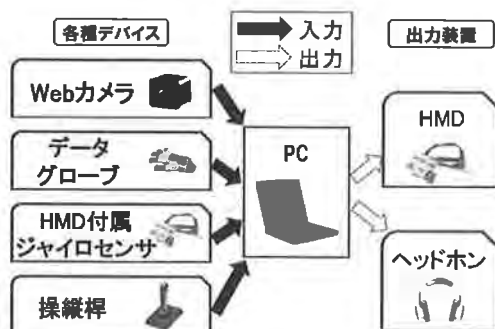 各種デバイス
入力
出力
出力装置
Webカメラ
データ
グローブ
HMD付属
ジャイロセンサ
操縦桿
PC
HMD
ヘッドホン